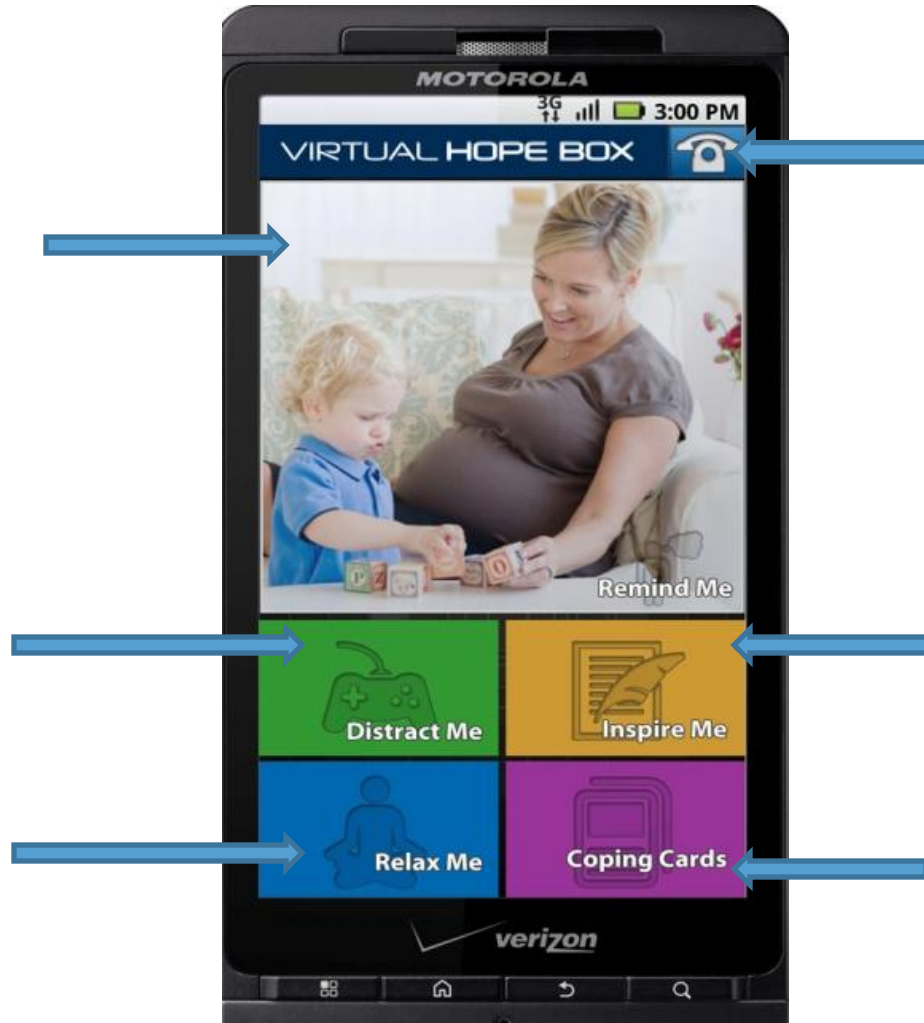 MOTOROLA
3G 3:00 PM
VIRTUAL HOPE BOX
Remind Me
Distract Me
Inspire Me
Relax Me
Coping Cards
verizon